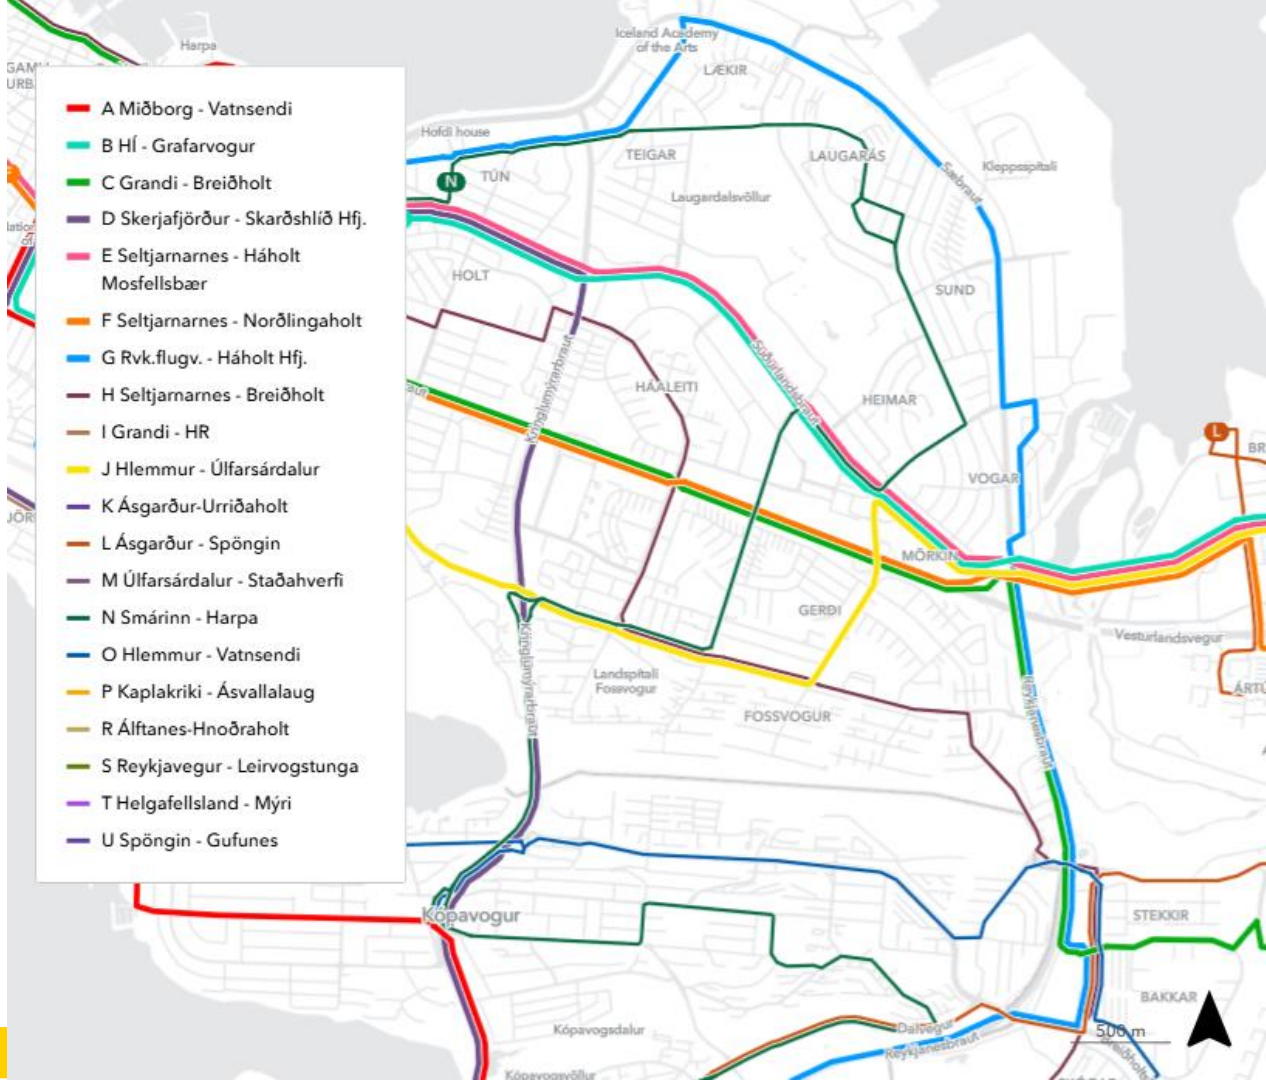 Harpa
Iceland Academy
of the Arts
LÆKIR
Hofdi house
TEIGAR
LAUGARÁS
Kleppsspítali
Sæbraut
N
TÚN
Laugardalsvöllur
HOLT
SUND
Suðurlandsbraut
Kringlumýrarbraut
HÁALEITI
HEIMAR
L
VOGAR
MÖRKIN
GERÐI
Vesturlandsvegur
Kringlumýrarbraut
Landspítali
Fossvogur
FOSSVOGUR
Reykjanesbraut
Kópavogur
STEKKIR
BAKKAR
Kópavogsdalur
Dalvegur
Reykjanesbraut
500 m
Kópavogsvöllur
A Miðborg - Vatnsendi
B HÍ - Grafarvogur
C Grandi - Breiðholt
D Skerjafjörður - Skarðshlíð Hfj.
E Seltjarnarnes - Háholt
Mosfellsbær
F Seltjarnarnes - Norðlingaholt
G Rvk.flugv. - Háholt Hfj.
H Seltjarnarnes - Breiðholt
I Grandi - HR
J Hlemmur - Úlfarsárdalur
K Ásgarður-Urriðaholt
L Ásgarður - Spöngin
M Úlfarsárdalur - Staðahverfi
N Smárinn - Harpa
O Hlemmur - Vatnsendi
P Kaplakriki - Ásvallalaug
R Álftanes-Hnoðraholt
S Reykjavegur - Leirvogstunga
T Helgafellsland - Mýri
U Spöngin - Gufunes